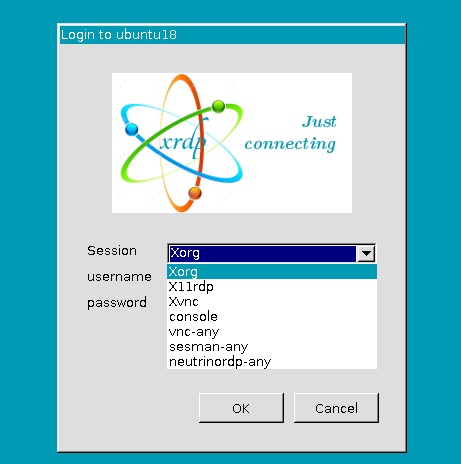 Login to ubuntu18
xrdp
Just
connecting
Session
Xorg
Xorg
X11rdp
Xvnc
console
vnc-any
sesman-any
neutrinordp-any
username
password
OK
Cancel